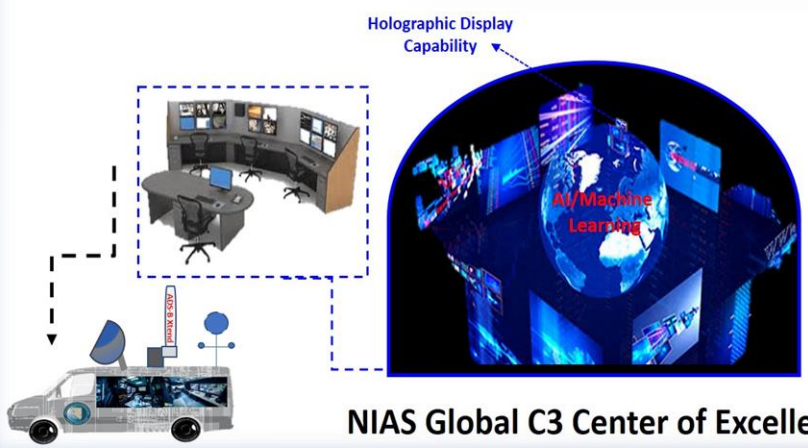 Holographic Display
Capability
AI/Machine
Learning
ADS-B Xtend
NIAS Global C3 Center of Excelle